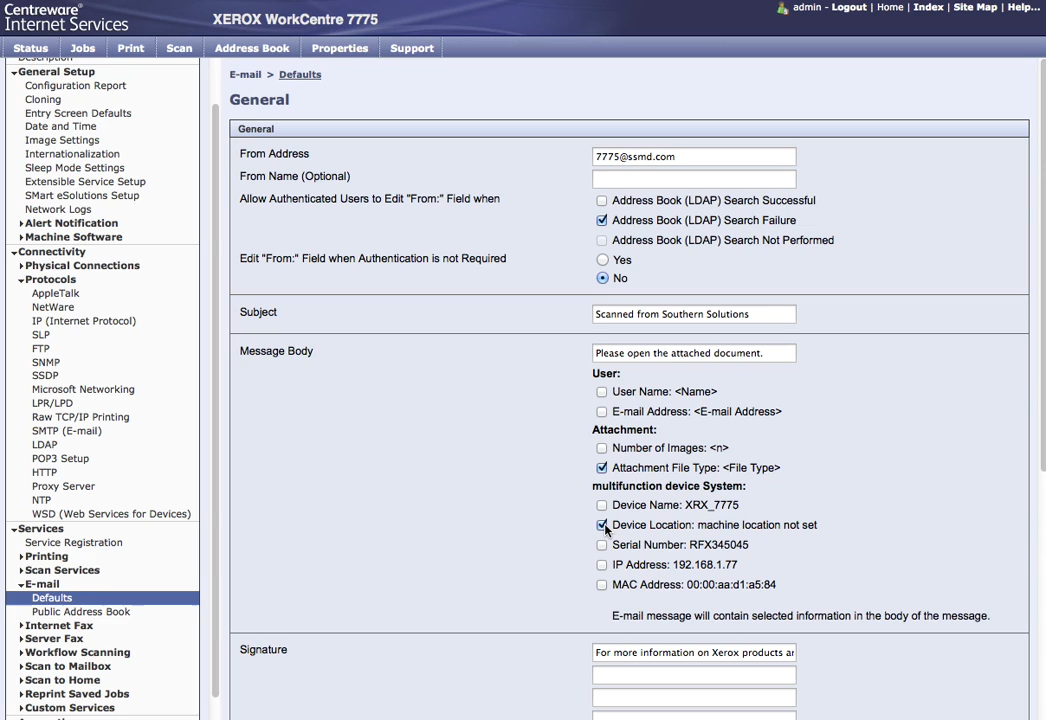 Centreware®
Internet Services
XEROX WorkCentre 7775
admin - Logout | Home | Index | Site Map | Help...
Status
Jobs
Print
Scan
Address Book
Properties
Support
Description
General Setup
Configuration Report
Cloning
Entry Screen Defaults
Date and Time
Image Settings
Internationalization
Sleep Mode Settings
Extensible Service Setup
SMart eSolutions Setup
Network Logs
Alert Notification
Machine Software
Connectivity
Physical Connections
Protocols
AppleTalk
NetWare
IP (Internet Protocol)
SLP
FTP
SNMP
SSDP
Microsoft Networking
LPR/LPD
Raw TCP/IP Printing
SMTP (E-mail)
LDAP
POP3 Setup
HTTP
Proxy Server
NTP
WSD (Web Services for Devices)
Services
Service Registration
Printing
Scan Services
E-mail
Defaults
Public Address Book
Internet Fax
Server Fax
Workflow Scanning
Scan to Mailbox
Scan to Home
Reprint Saved Jobs
Custom Services
E-mail > Defaults
General
General
From Address
7775@ssmd.com
From Name (Optional)
Allow Authenticated Users to Edit "From:" Field when
Address Book (LDAP) Search Successful
Address Book (LDAP) Search Failure
Address Book (LDAP) Search Not Performed
Edit "From:" Field when Authentication is not Required
Yes
No
Subject
Scanned from Southern Solutions
Message Body
Please open the attached document.
User:
User Name: <Name>
E-mail Address: <E-mail Address>
Attachment:
Number of Images: <n>
Attachment File Type: <File Type>
multifunction device System:
Device Name: XRX_7775
Device Location: machine location not set
Serial Number: RFX345045
IP Address: 192.168.1.77
MAC Address: 00:00:aa:d1:a5:84
E-mail message will contain selected information in the body of the message.
Signature
For more information on Xerox products ar